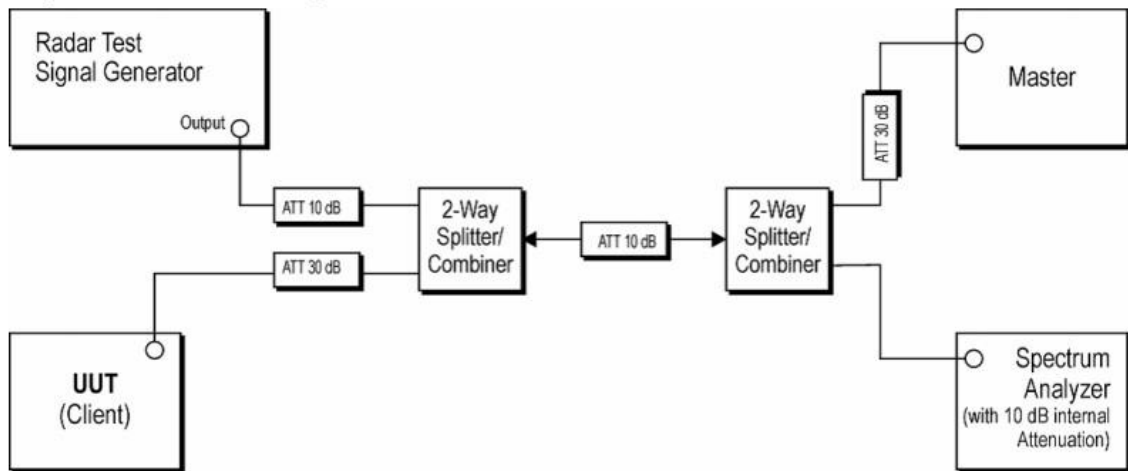 Radar Test
Signal Generator
Output
ATT 10 dB
ATT 30 dB
UUT
(Client)
2-Way
Splitter/
Combiner
ATT 10 dB
2-Way
Splitter/
Combiner
ATT 30 dB
Master
Spectrum
Analyzer
(with 10 dB internal
Attenuation)